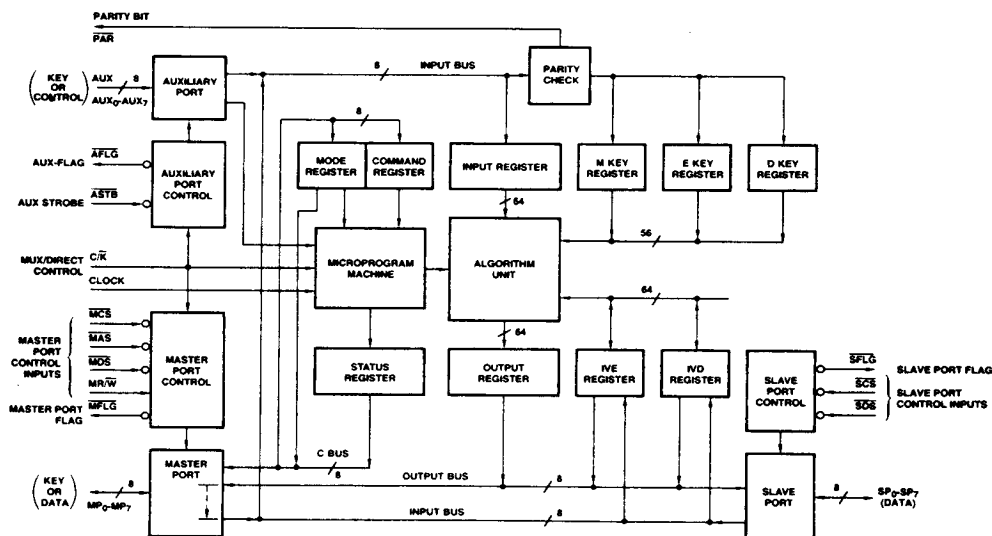 PARITY BIT
PAR
(KEY OR CONTROL)
AUX
8
AUX0-AUX7
AUXILIARY PORT
8
INPUT BUS
PARITY CHECK
8
AUX-FLAG
AFLG
AUX STROBE
ASTB
AUXILIARY PORT CONTROL
MODE REGISTER
COMMAND REGISTER
INPUT REGISTER
M KEY REGISTER
E KEY REGISTER
D KEY REGISTER
64
56
MUX/DIRECT CONTROL
C/K
CLOCK
MICROPROGRAM MACHINE
ALGORITHM UNIT
64
64
MASTER PORT CONTROL INPUTS
MCS
MAS
MDS
MR/W
MASTER PORT FLAG
MFLG
MASTER PORT CONTROL
STATUS REGISTER
OUTPUT REGISTER
IVE REGISTER
IVD REGISTER
SLAVE PORT CONTROL
SFLG
SLAVE PORT FLAG
SCS
SDS
SLAVE PORT CONTROL INPUTS
C BUS
8
OUTPUT BUS
8
INPUT BUS
8
(KEY OR DATA)
8
MP0-MP7
MASTER PORT
SLAVE PORT
8
SP0-SP7
(DATA)